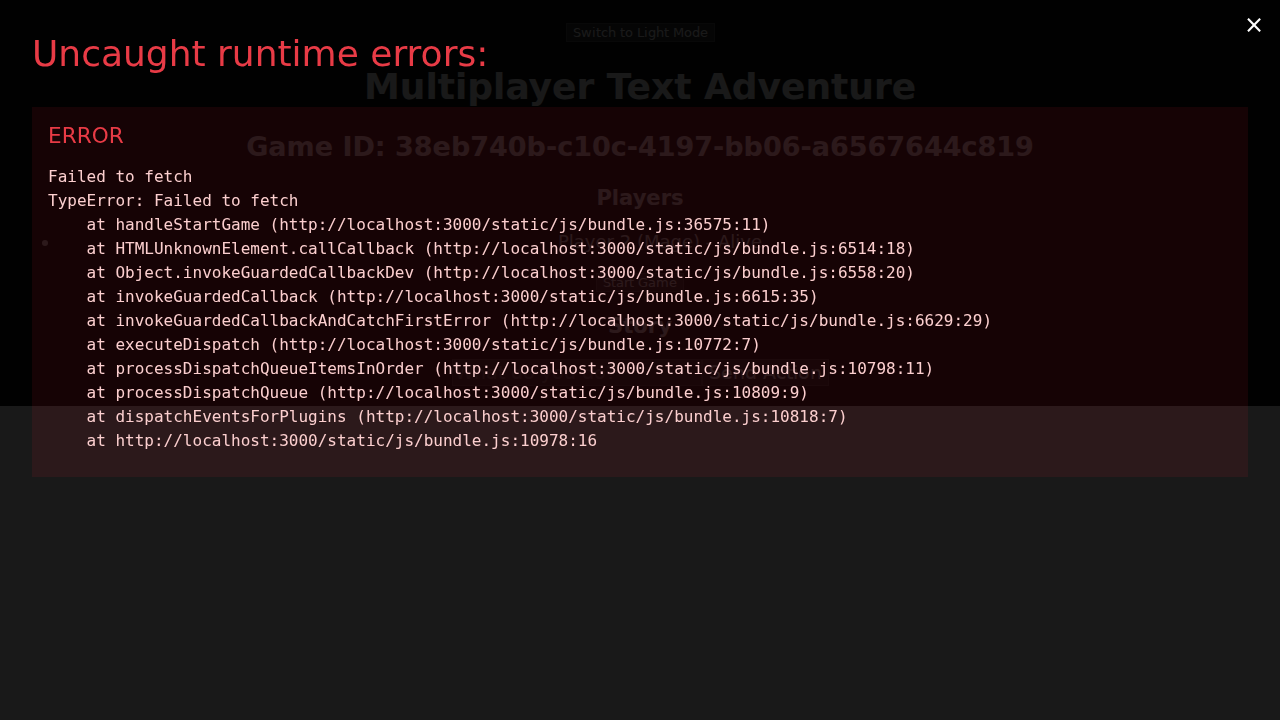 Switch to Light Mode
×
Uncaught runtime errors:
Multiplayer Text Adventure
ERROR
Game ID: 38eb740b-c10c-4197-bb06-a6567644c819
Failed to fetch
Players
TypeError: Failed to fetch
at handleStartGame (http://localhost:3000/static/js/bundle.js:36575:11)
at HTMLUnknownElement.callCallback (http://localhost:3000/static/js/bundle.js:6514:18)
at Object.invokeGuardedCallbackDev (http://localhost:3000/static/js/bundle.js:6558:20)
Start Game
at invokeGuardedCallback (http://localhost:3000/static/js/bundle.js:6615:35)
at invokeGuardedCallbackAndCatchFirstError (http://localhost:3000/static/js/bundle.js:6629:29)
Story
at executeDispatch (http://localhost:3000/static/js/bundle.js:10772:7)
at processDispatchQueueItemsInOrder (http://localhost:3000/static/js/bundle.js:10798:11)
at processDispatchQueue (http://localhost:3000/static/js/bundle.js:10809:9)
at dispatchEventsForPlugins (http://localhost:3000/static/js/bundle.js:10818:7)
at http://localhost:3000/static/js/bundle.js:10978:16